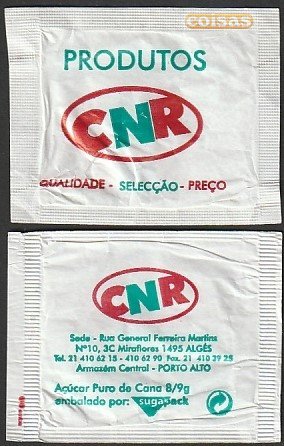 coisas
PRODUTOS
CNR
QUALIDADE - SELECÇÃO - PREÇO
CNR
Sede - Rua General Ferreira Martins
Nº10, 3C Miraflores 1495 ALGÉS
Tel. 21 410 62 15 - 410 62 90 Fax. 21 410 39 25
Armazém Central - PORTO ALTO
Açúcar Puro de Cana 8/9g
embalado por: sugapack